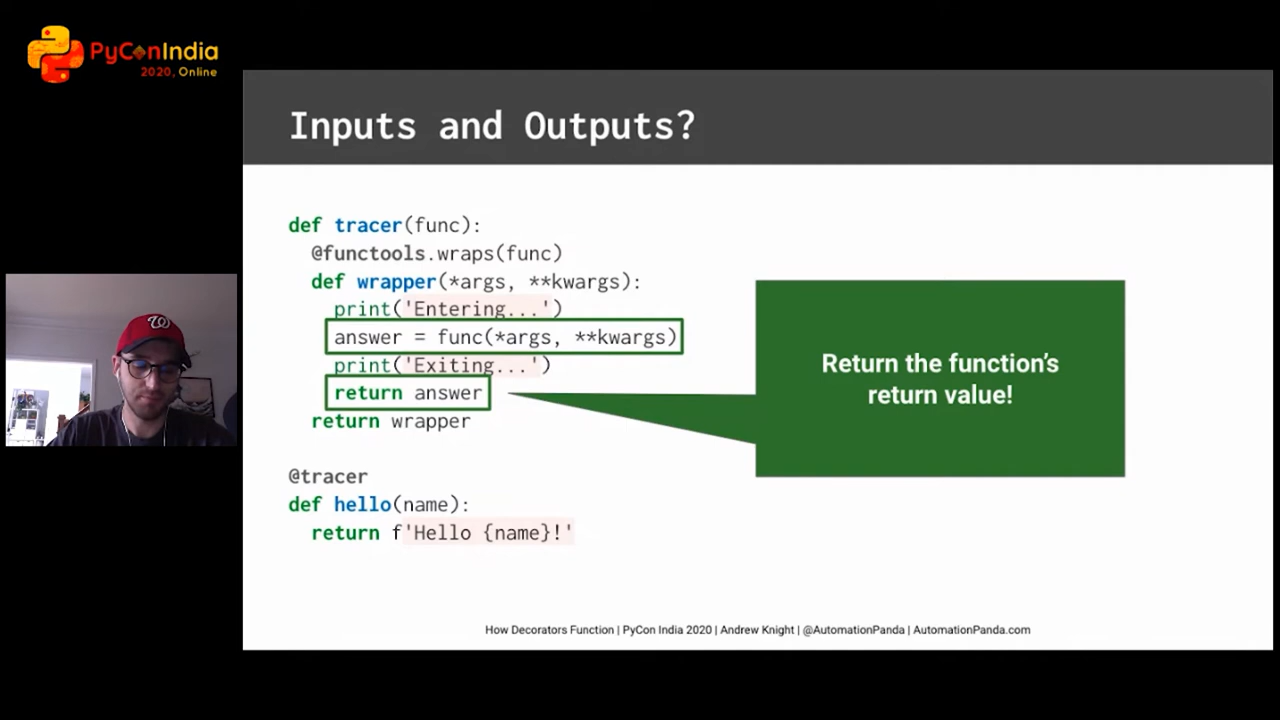 PyConIndia
2020, Online
Inputs and Outputs?
def tracer(func):
@functools.wraps(func)
def wrapper(*args, **kwargs):
print('Entering...')
answer = func(*args, **kwargs)
print('Exiting...')
return answer
return wrapper
@tracer
def hello(name):
return f'Hello {name}!'
Return the function's
return value!
W
How Decorators Function | PyCon India 2020 | Andrew Knight | @AutomationPanda | AutomationPanda.com